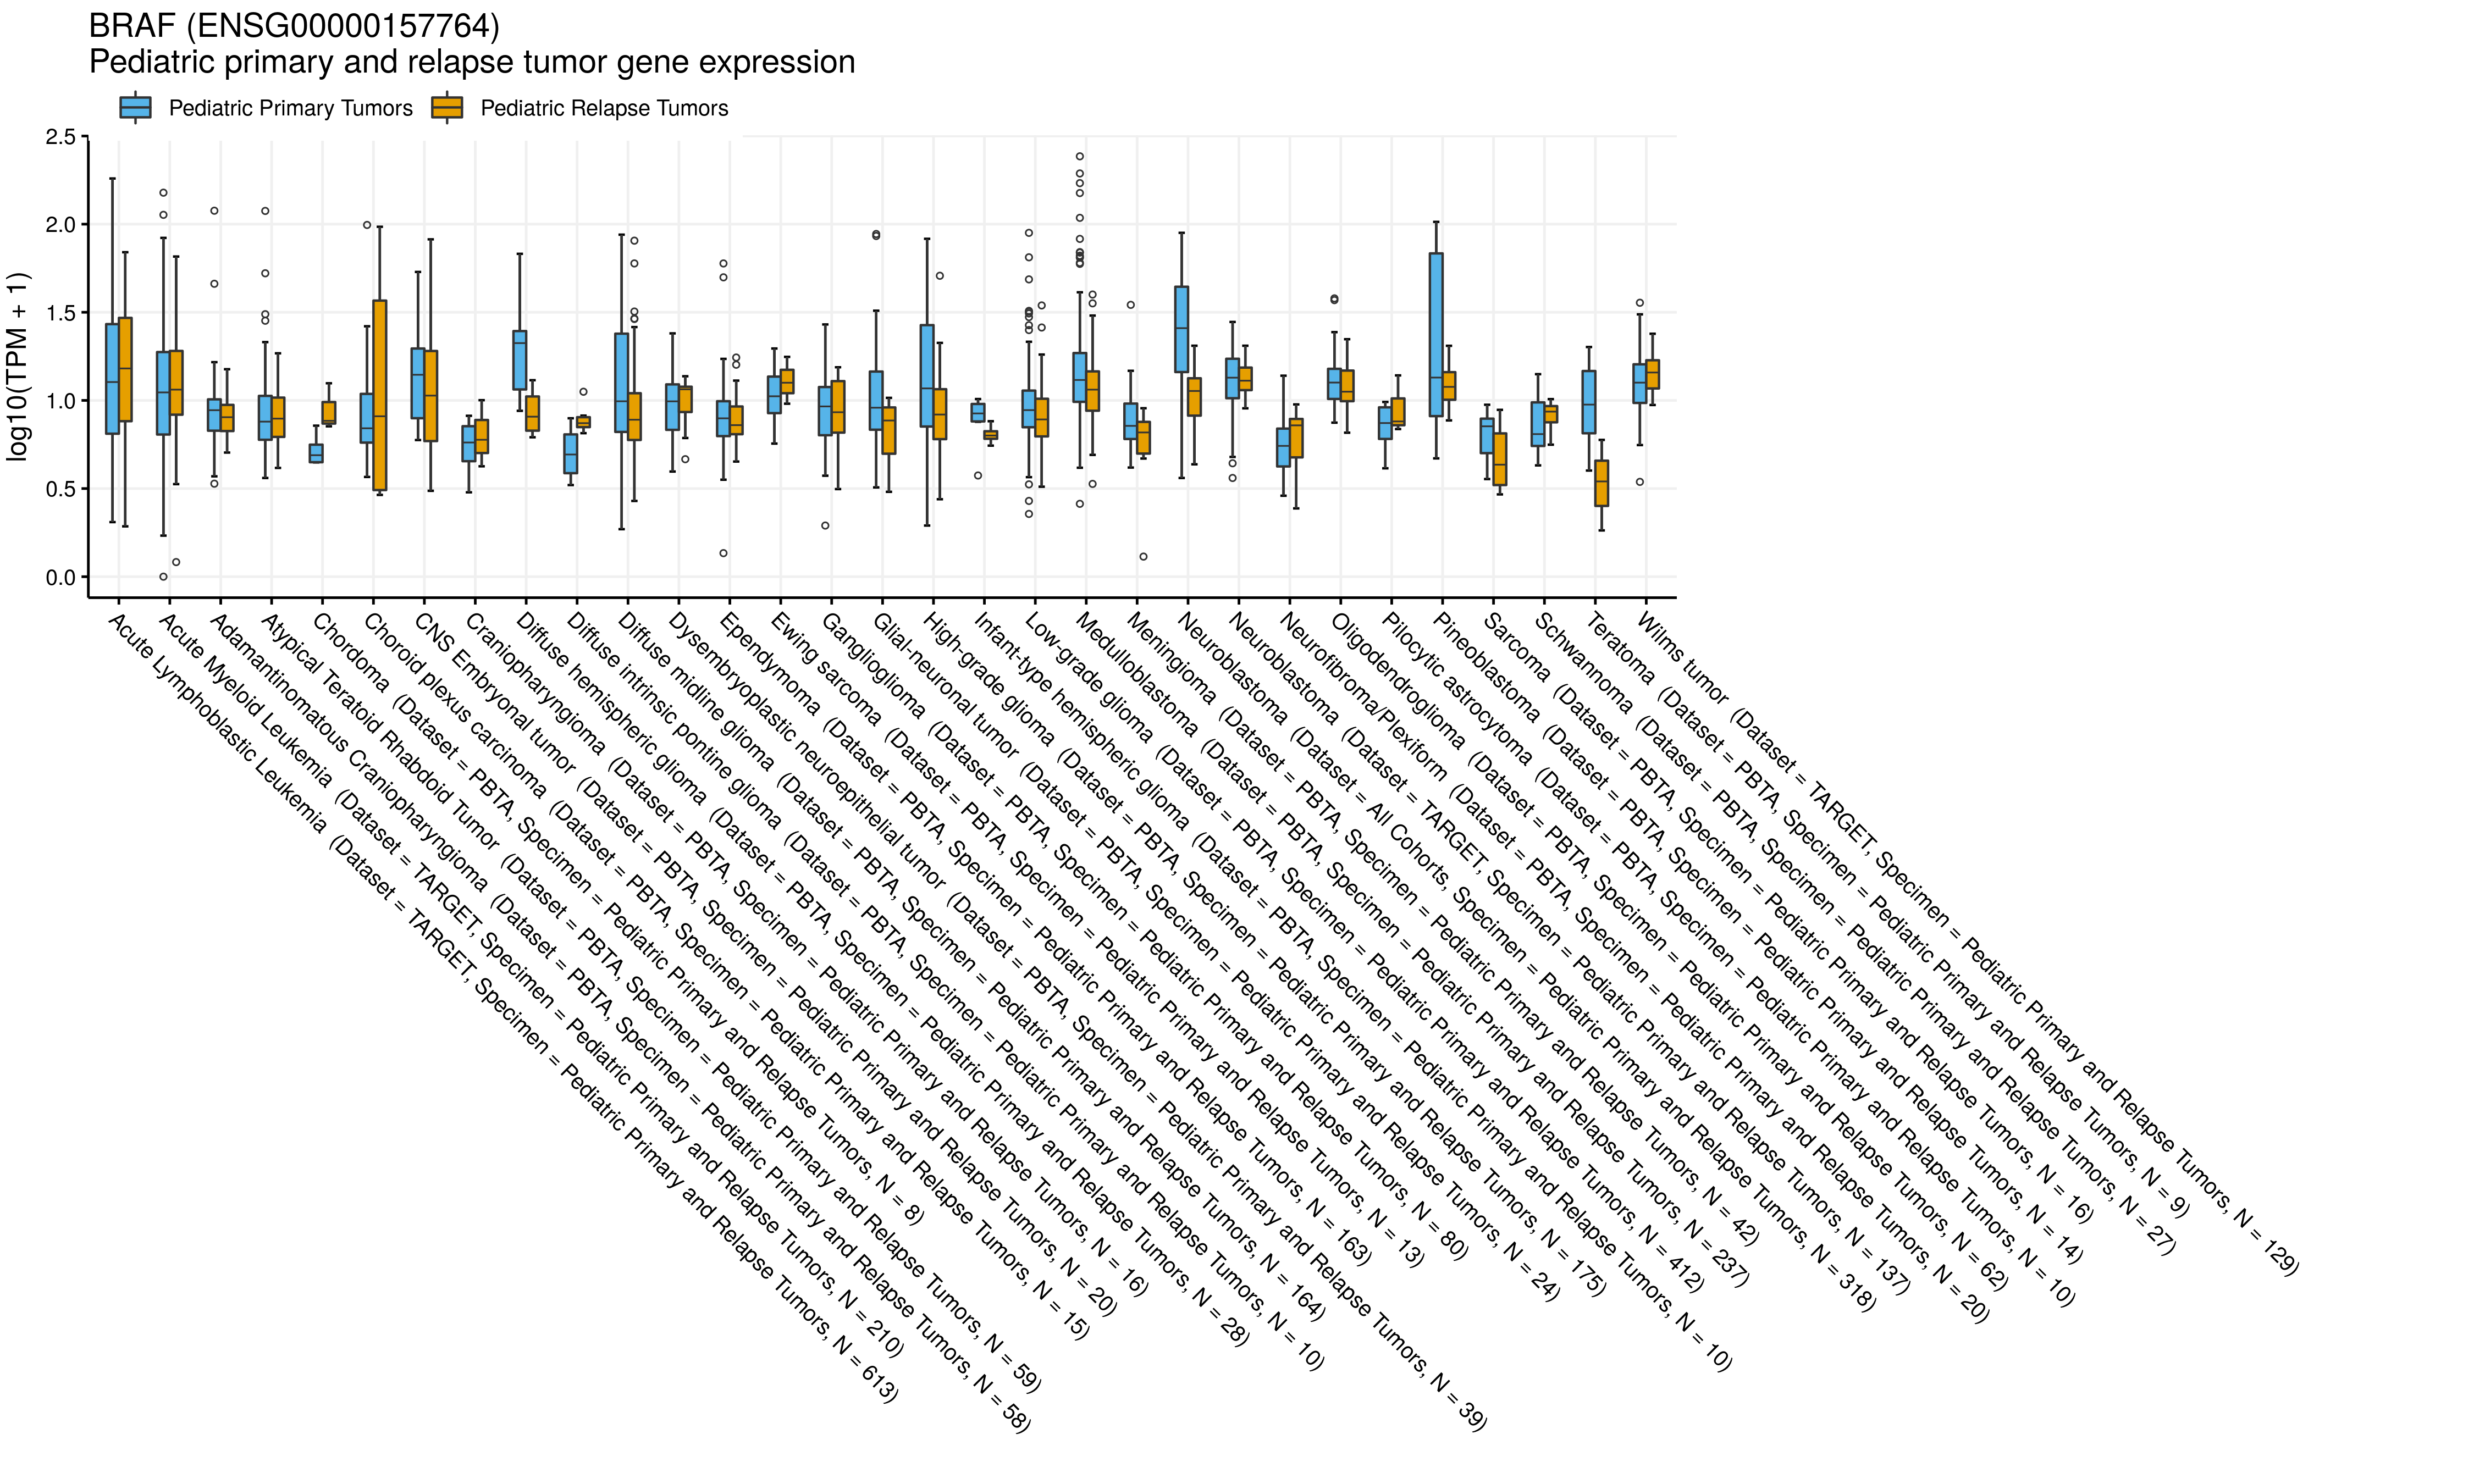 BRAF (ENSG00000157764)
Pediatric primary and relapse tumor gene expression
Pediatric Primary Tumors
Pediatric Relapse Tumors
log10(TPM + 1)
2.5
2.0
1.5
1.0
0.5
0.0
Acute Lymphoblastic Leukemia (Dataset = TARGET, Specimen = Pediatric Primary and Relapse Tumors, N = 613)
Acute Myeloid Leukemia (Dataset = TARGET, Specimen = Pediatric Primary and Relapse Tumors, N = 210)
Adamantinomatous Craniopharyngioma (Dataset = PBTA, Specimen = Pediatric Primary and Relapse Tumors, N = 58)
Atypical Teratoid Rhabdoid Tumor (Dataset = PBTA, Specimen = Pediatric Primary and Relapse Tumors, N = 59)
Chordoma (Dataset = PBTA, Specimen = Pediatric Primary and Relapse Tumors, N = 8)
Choroid plexus carcinoma (Dataset = PBTA, Specimen = Pediatric Primary and Relapse Tumors, N = 15)
CNS Embryonal tumor (Dataset = PBTA, Specimen = Pediatric Primary and Relapse Tumors, N = 20)
Craniopharyngioma (Dataset = PBTA, Specimen = Pediatric Primary and Relapse Tumors, N = 16)
Diffuse hemispheric glioma (Dataset = PBTA, Specimen = Pediatric Primary and Relapse Tumors, N = 28)
Diffuse intrinsic pontine glioma (Dataset = PBTA, Specimen = Pediatric Primary and Relapse Tumors, N = 10)
Diffuse midline glioma (Dataset = PBTA, Specimen = Pediatric Primary and Relapse Tumors, N = 164)
Dysembryoplastic neuroepithelial tumor (Dataset = PBTA, Specimen = Pediatric Primary and Relapse Tumors, N = 39)
Ependymoma (Dataset = PBTA, Specimen = Pediatric Primary and Relapse Tumors, N = 163)
Ewing sarcoma (Dataset = PBTA, Specimen = Pediatric Primary and Relapse Tumors, N = 13)
Ganglioglioma (Dataset = PBTA, Specimen = Pediatric Primary and Relapse Tumors, N = 80)
Glial-neuronal tumor (Dataset = PBTA, Specimen = Pediatric Primary and Relapse Tumors, N = 24)
High-grade glioma (Dataset = PBTA, Specimen = Pediatric Primary and Relapse Tumors, N = 175)
Infant-type hemispheric glioma (Dataset = PBTA, Specimen = Pediatric Primary and Relapse Tumors, N = 10)
Low-grade glioma (Dataset = PBTA, Specimen = Pediatric Primary and Relapse Tumors, N = 412)
Medulloblastoma (Dataset = PBTA, Specimen = Pediatric Primary and Relapse Tumors, N = 237)
Meningioma (Dataset = PBTA, Specimen = Pediatric Primary and Relapse Tumors, N = 42)
Neuroblastoma (Dataset = All Cohorts, Specimen = Pediatric Primary and Relapse Tumors, N = 318)
Neuroblastoma (Dataset = TARGET, Specimen = Pediatric Primary and Relapse Tumors, N = 137)
Neurofibroma/Plexiform (Dataset = PBTA, Specimen = Pediatric Primary and Relapse Tumors, N = 20)
Oligodendroglioma (Dataset = PBTA, Specimen = Pediatric Primary and Relapse Tumors, N = 62)
Pilocytic astrocytoma (Dataset = PBTA, Specimen = Pediatric Primary and Relapse Tumors, N = 10)
Pineoblastoma (Dataset = PBTA, Specimen = Pediatric Primary and Relapse Tumors, N = 14)
Sarcoma (Dataset = PBTA, Specimen = Pediatric Primary and Relapse Tumors, N = 16)
Schwannoma (Dataset = PBTA, Specimen = Pediatric Primary and Relapse Tumors, N = 27)
Teratoma (Dataset = PBTA, Specimen = Pediatric Primary and Relapse Tumors, N = 9)
Wilms tumor (Dataset = TARGET, Specimen = Pediatric Primary and Relapse Tumors, N = 129)